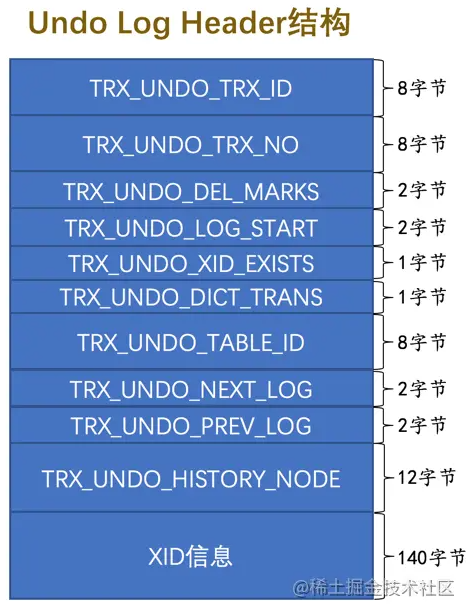 Undo Log Header结构
TRX_UNDO_TRX_ID 8字节
TRX_UNDO_TRX_NO 8字节
TRX_UNDO_DEL_MARKS 2字节
TRX_UNDO_LOG_START 2字节
TRX_UNDO_XID_EXISTS 1字节
TRX_UNDO_DICT_TRANS 1字节
TRX_UNDO_TABLE_ID 8字节
TRX_UNDO_NEXT_LOG 2字节
TRX_UNDO_PREV_LOG 2字节
TRX_UNDO_HISTORY_NODE 12字节
XID信息 140字节
@稀土掘金技术社区